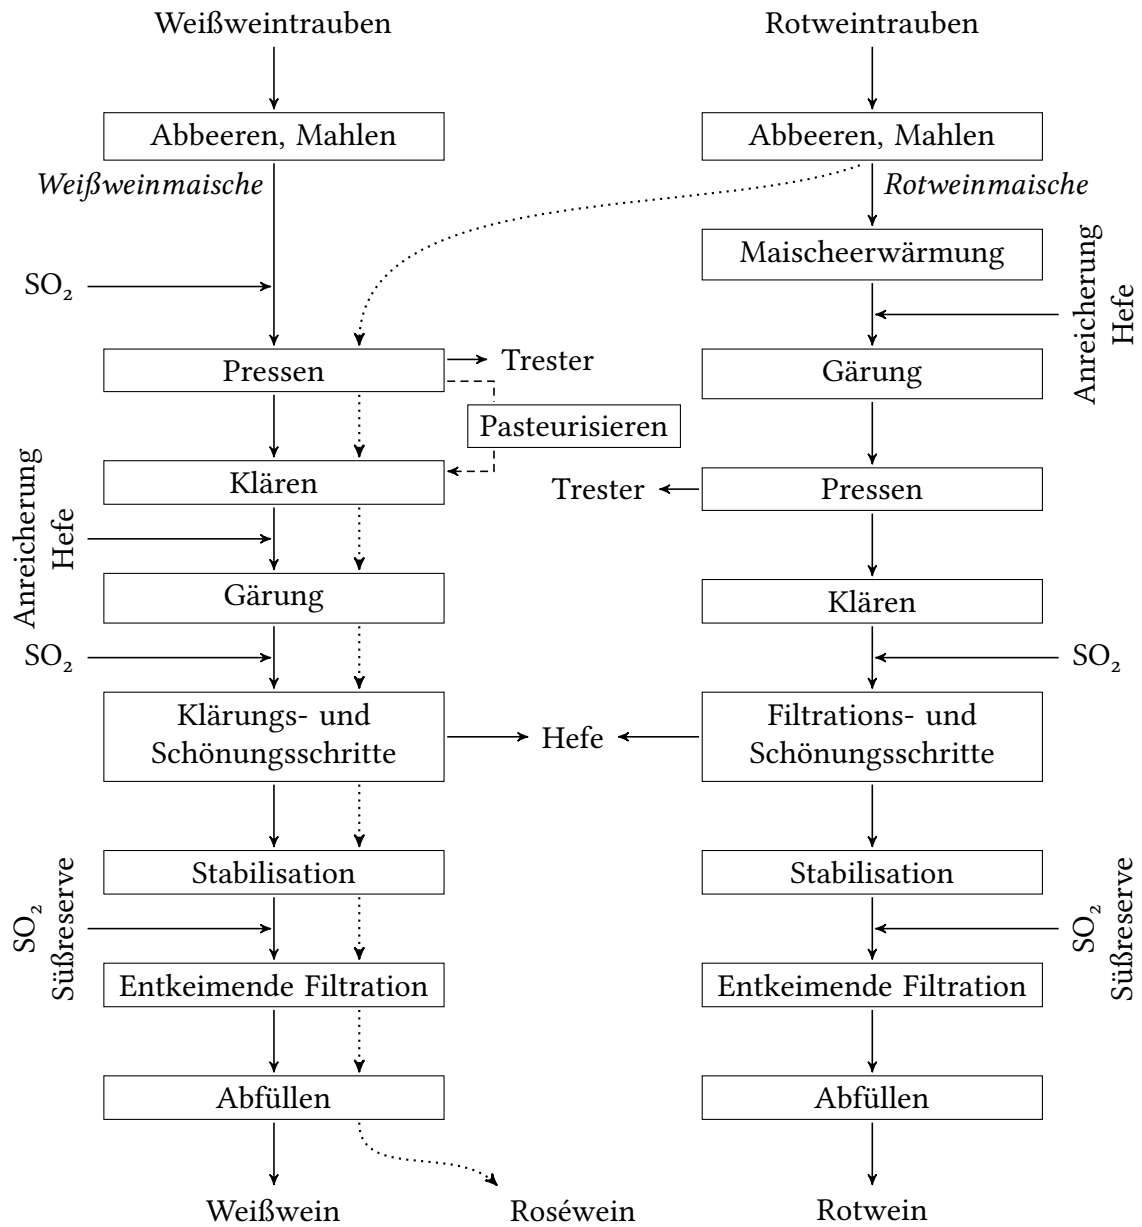 Weißweintrauben
Rotweintrauben
Abbeeren, Mahlen
Abbeeren, Mahlen
Weißweinmaische
Rotweinmaische
Maischeerwärmung
SO₂
Anreicherung
Hefe
Pressen
Trester
Gärung
Pasteurisieren
Klären
Trester
Pressen
Anreicherung
Hefe
Gärung
Klären
SO₂
SO₂
Klärungs- und
Schönungsschritte
Hefe
Filtrations- und
Schönungsschritte
Stabilisation
Stabilisation
SO₂
Süßreserve
SO₂
Süßreserve
Entkeimende Filtration
Entkeimende Filtration
Abfüllen
Abfüllen
Weißwein
Roséwein
Rotwein